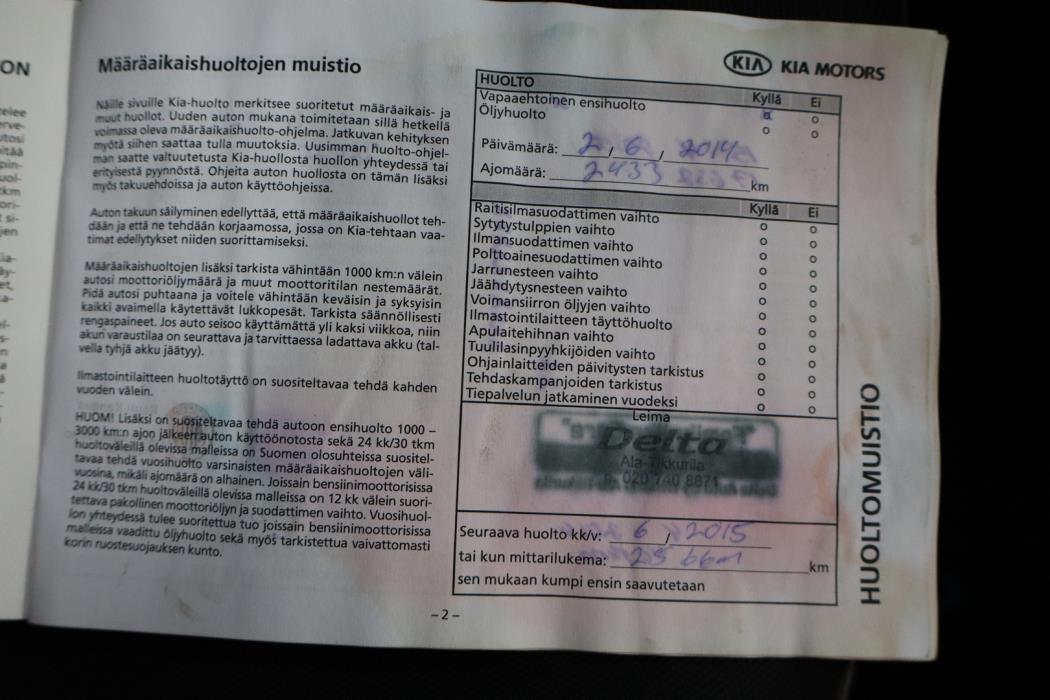 ON
Määräaikaishuoltojen muistio
Näille sivuille Kia-huolto merkitsee suoritetut määräaikais- ja
muut huollot. Uuden auton mukana toimitetaan sillä hetkellä
voimassa oleva määräaikaishuolto-ohjelma. Jatkuvan kehityksen
myötä siihen saattaa tulla muutoksia. Uusimman huolto-ohjel-
man saatte valtuutetusta Kia-huollosta huollon yhteydessä tai
erityisestä pyynnöstä. Ohjeita auton huollosta on tämän lisäksi
myös takuuehdoissa ja auton käyttöohjeissa.
Auton takuun säilyminen edellyttää, että määräaikaishuollot teh-
dään ja että ne tehdään korjaamossa, jossa on Kia-tehtaan vaa-
timat edellytykset niiden suorittamiseksi.
Määräaikaishuoltojen lisäksi tarkista vähintään 1000 km:n välein
autosi moottoriöljymäärä ja muut moottoritilan nestemäärät.
Pidä autosi puhtaana ja voitele vähintään keväisin ja syksyisin
kaikki avaimella käytettävät lukkopesät. Tarkista säännöllisesti
rengaspaineet. Jos auto seisoo käyttämättä yli kaksi viikkoa, niin
akun varaustilaa on seurattava ja tarvittaessa ladattava akku (tal-
vella tyhjä akku jäätyy).
Ilmastointilaitteen huoltotäyttö on suositeltavaa tehdä kahden
vuoden välein.
HUOM! Lisäksi on suositeltavaa tehdä autoon ensihuolto 1000 –
3000 km:n ajon jälkeen auton käyttöönotosta sekä 24 kk/30 tkm
huoltoväleillä olevissa malleissa on Suomen olosuhteissa suositel-
tavaa tehdä vuosihuolto varsinaisten määräaikaishuoltojen väli-
vuosina, mikäli ajomäärä on alhainen. Joissain bensiinimoottorisissa
24 kk/30 tkm huoltoväleillä olevissa malleissa on 12 kk välein suori-
tettava pakollinen moottoriöljyn ja suodattimen vaihto. Vuosihuol-
lon yhteydessä tulee suoritettua tuo joissain bensiinimoottorisissa
malleissa vaadittu öljyhuolto sekä myös tarkistettua vaivattomasti
korin ruostesuojauksen kunto.
KIA KIA MOTORS
HUOLTO Kyllä Ei
Vapaaehtoinen ensihuolto
Öljyhuolto
Päivämäärä: 2, 6, 2014
Ajomäärä: 2433 km
Kyllä Ei
Raitisilmasuodattimen vaihto
Sytytystulppien vaihto
Ilmansuodattimen vaihto
Polttoainesuodattimen vaihto
Jarrunesteen vaihto
Jäähdytysnesteen vaihto
Voimansiirron öljyjen vaihto
Ilmastointilaitteen täyttöhuolto
Apulaitehihnan vaihto
Tuulilasinpyyhkijöiden vaihto
Ohjainlaitteiden päivitysten tarkistus
Tehdaskampanjoiden tarkistus
Tiepalvelun jatkaminen vuodeksi
Leima
Delta
Ala-Tikkurila
020 740 8871
Seuraava huolto kk/v: 6, 2015
tai kun mittarilukema: km
sen mukaan kumpi ensin saavutetaan
HUOLTOMUISTIO
– 2 –